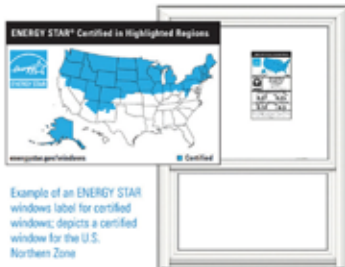 ENERGY STAR® Certified in Highlighted Regions
ENERGY STAR
energystar.gov/windows
Certified
Example of an ENERGY STAR
windows label for certified
windows; depicts a certified
window for the U.S.
Northern Zone